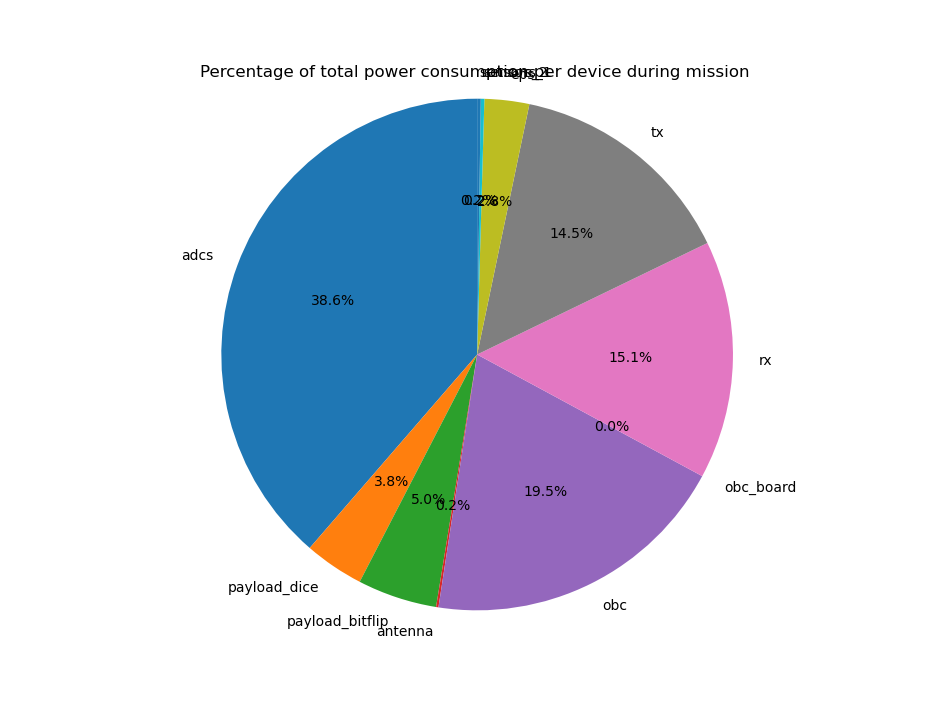 Percentage of total power consumption per device during mission
tx
14.5%
adcs
38.6%
rx
15.1%
0.0%
obc_board
19.5%
3.8%
5.0%
0.2%
payload_dice
obc
payload_bitflip
antenna